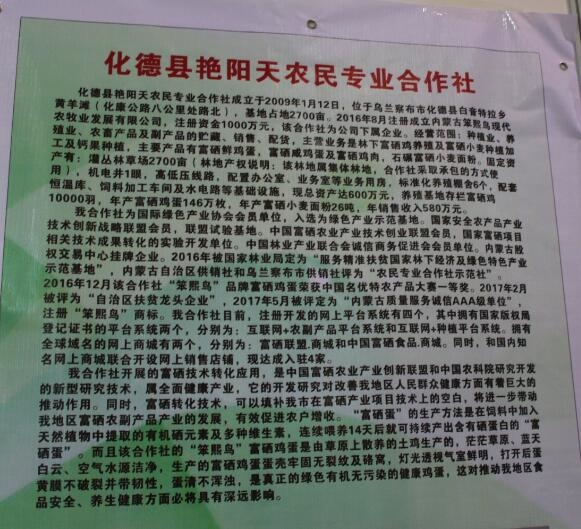 化德县艳阳天农民专业合作社
化德县艳阳天农民专业合作社成立于2009年1月12日，位于乌兰察布市化德县白音特拉乡
黄羊滩（化康公路八公里处路北），基地占地2700亩。2016年8月注册成立内蒙古笨熙鸟现代
农牧业发展有限公司，注册资金1000万元，该合作社为公司下属企业。经营范围：种植业、养
殖业、农畜产品及副产品的贮藏、销售、配货，主营业务是林下富硒鸡养殖及富硒小麦种植加
工及钙果种植，主要产品有富硒鲜蛋，富硒咸鸡蛋及富硒鸡肉，石碾富硒小麦面粉。固定资
产有：灌丛林草场2700亩（林地产权说明：该林地属集体林地，合作社采取承包的方式使
用），机电井1眼，高低压线路，配置办公室、业务室等业务用房，标准化养殖棚舍6个，配套
恒温库、饲料加工车间及水电路等基础设施，现总资产达600万元，养殖基地存栏富硒鸡
10000羽，年产富硒鸡蛋146万枚，年产富硒小麦面粉26吨，年销售收入580万元。
我合作社为国际绿色产业协会会员单位，入选为绿色产业示范基地。国家安全农产品产业
技术创新战略联盟会员，联盟试验基地。中国富硒农业产业技术创业联盟会员，国家富硒项目
相关技术成果转化的实验开发单位。中国林业产业联合会诚信商务促进会会员单位。内蒙古股
权交易中心挂牌企业。2016年被国家林业局定为“服务精准扶贫国家林下经济及绿色特色产业
示范基地”，内蒙古自治区供销社和乌兰察布市供销社评为“农民专业合作社示范社”。
2016年12月该合作社“笨熙鸟”品牌富硒鸡蛋荣获中国名优特农产品大赛一等奖。2017年2月
被评为“自治区扶贫龙头企业”，2017年5月被评定为“内蒙古质量服务诚信AAA级单位”，
注册“笨熙鸟”商标。我合作社目前，注册开发的网上平台系统有四个，其中拥有国家版权局
登记证书的平台系统两个，分别为：互联网+农副产品平台系统和互联网+种植平台系统。拥有
全球域名的网上商城有两个，分别为：富硒联盟.商城和中国富硒食品.商城。同时，和国内知
名网上商城联合开设网上销售店铺，现达成入驻4家。
我合作社开展的富硒技术转化应用，是中国富硒农业产业创新联盟和中国农科院研究开发
的新型研究技术，属全面健康产业，它的开发研究对改善我地区人民群众健康方面有着巨大的
推动作用。同时，富硒转化技术，可以填补我市在富硒产业项目技术上的空白，将进一步带动
我地区富硒农副产品产业的发展，有效促进农户增收。“富硒蛋”的生产方法是在饲料中加入
天然植物中提取的有机硒元素及多种维生素，连续喂养14天后就可持续产出含有硒蛋白的“富
硒蛋”。而且该合作社的“笨熙鸟”富硒鸡蛋是由草原上散养的土鸡生产的，茫茫草原、蓝天
白云、空气水源洁净，生产的富硒鸡蛋蛋壳牢固无裂纹及硌窝，灯光透视气室鲜明，打开后蛋
黄膜不破裂并带韧性，蛋清不浑浊，是真正的绿色有机无污染的健康鸡蛋，这对推动我地区食
品安全、养生健康方面必将具有深远影响。